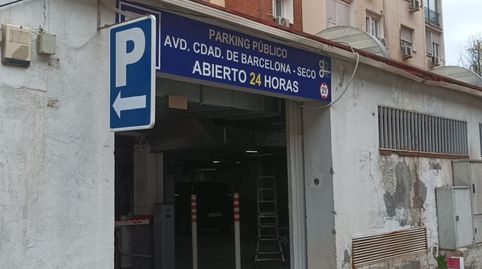 PARKING PÚBLICO
AVD. CDAD. DE BARCELONA - SECO
ABIERTO 24 HORAS
P